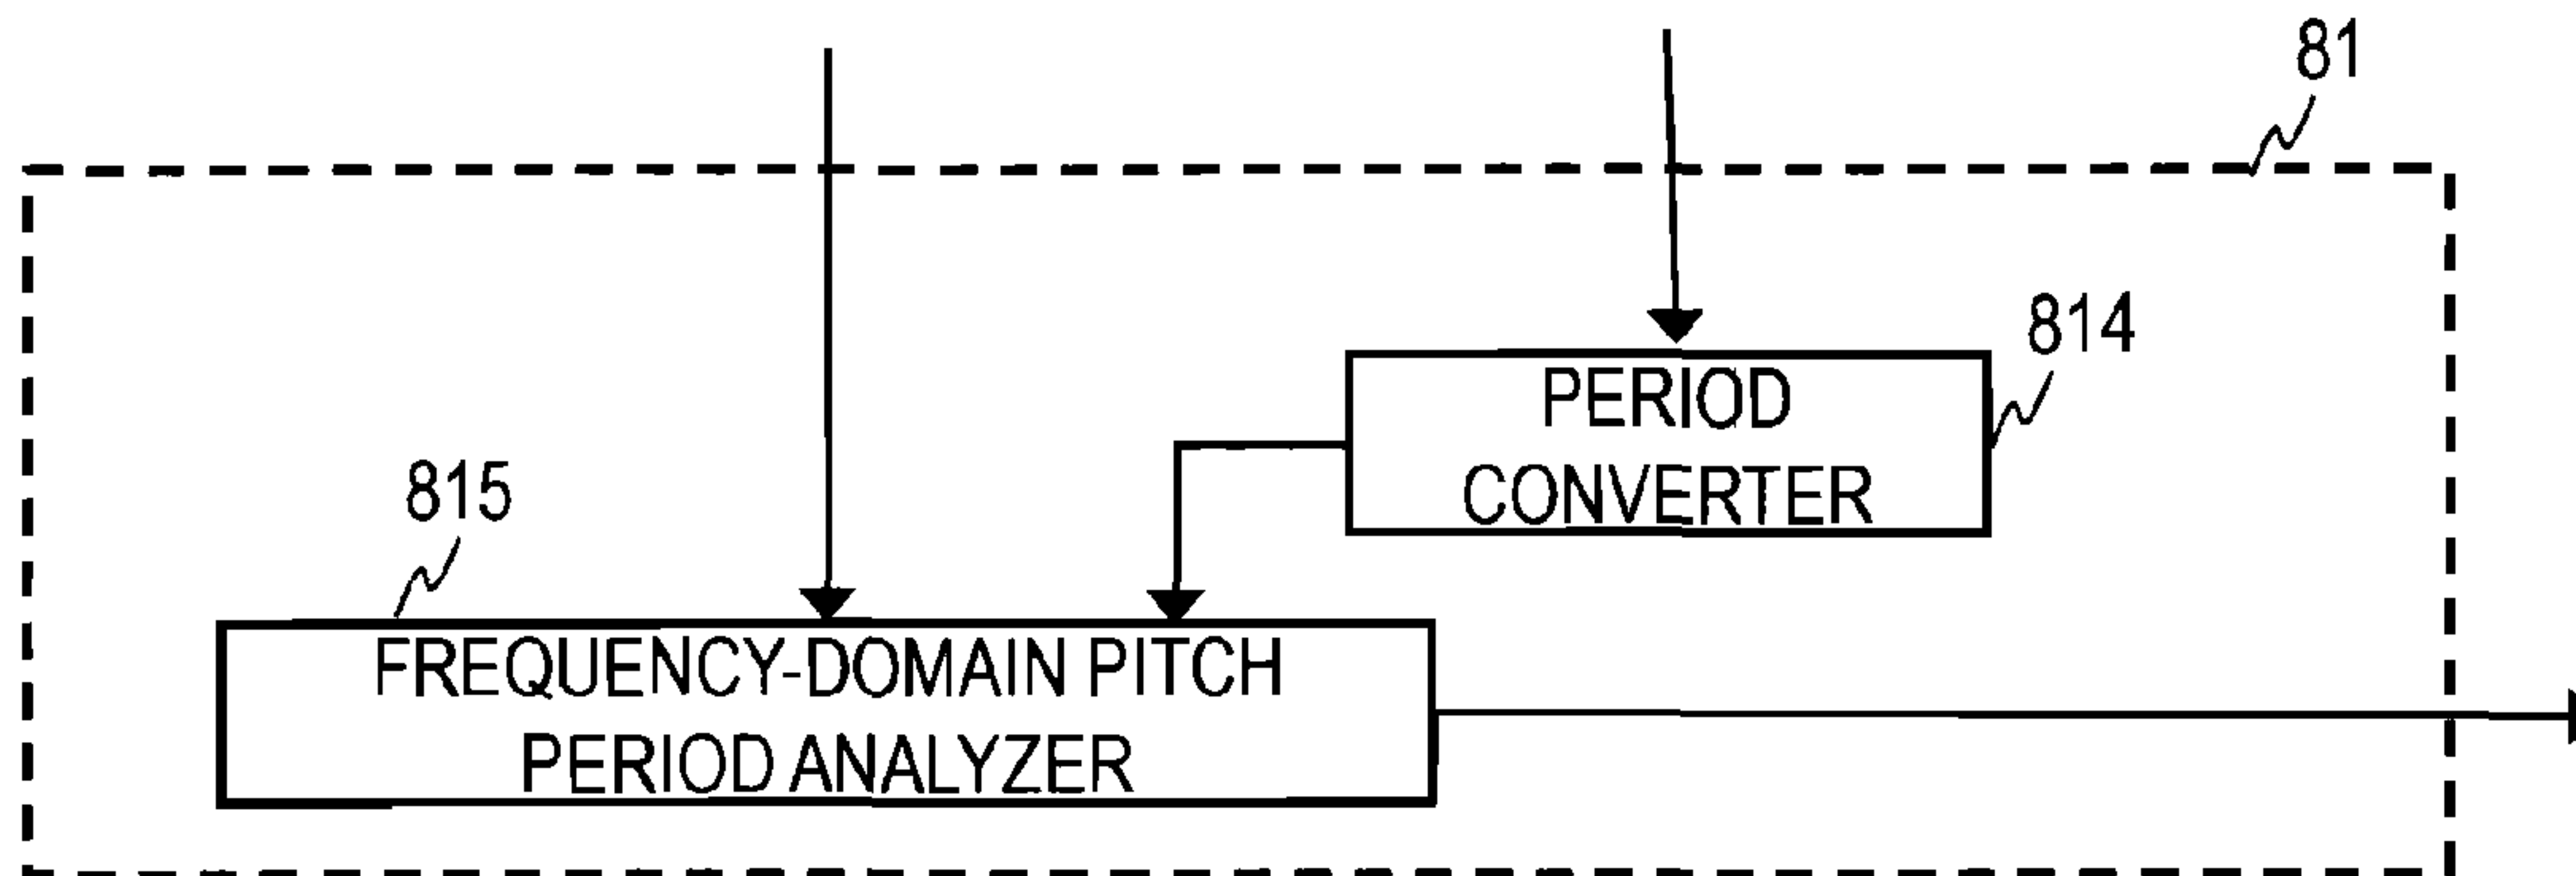 81
814
PERIOD
CONVERTER
815
FREQUENCY-DOMAIN PITCH
PERIOD ANALYZER